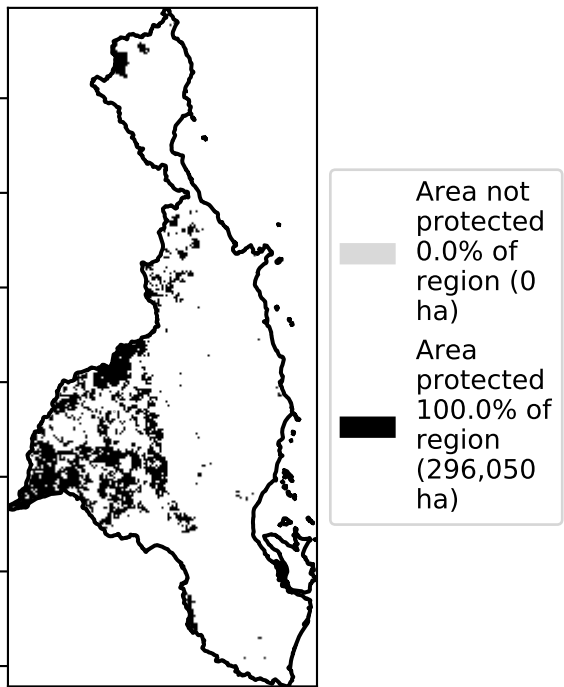 Area not
protected
0.0% of
region (0
ha)
Area
protected
100.0% of
region
(296,050
ha)